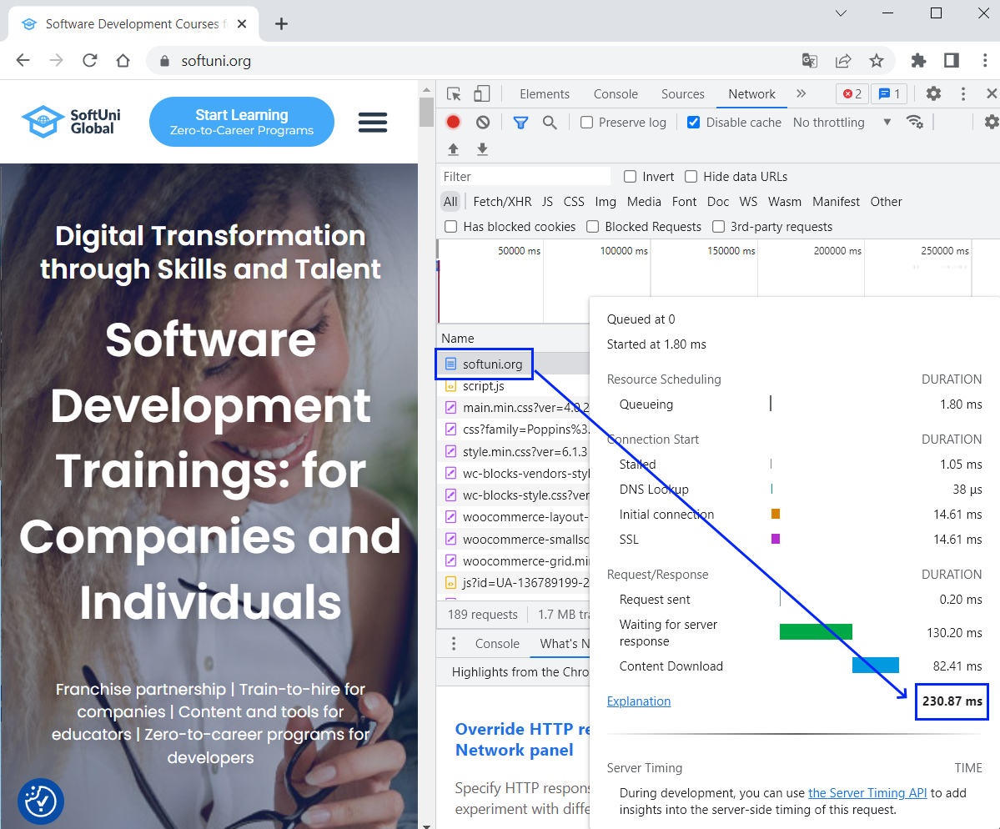 Software Development Courses f
softuni.org
SoftUni
Global
Start Learning
Zero-to-Career Programs
Digital Transformation
through Skills and Talent
Software
Development
Trainings: for
Companies and
Individuals
Franchise partnership | Train-to-hire for
companies | Content and tools for
educators | Zero-to-career programs for
developers
Elements Console Sources Network 2 1
Preserve log Disable cache No throttling
Filter Invert Hide data URLs
All Fetch/XHR JS CSS Img Media Font Doc WS Wasm Manifest Other
Has blocked cookies Blocked Requests 3rd-party requests
50000 ms 100000 ms 150000 ms 200000 ms 250000 ms
Name
softuni.org
script.js
main.min.css?ver=4.0.2
css?family=Poppins%3.
style.min.css?ver=6.1.3
wc-blocks-vendors-styl
wc-blocks-style.css?ver
woocommerce-layout-
woocommerce-smallsc
woocommerce-grid.mi
js?id=UA-136789199-2
189 requests 1.7 MB tra
Console What's N
Highlights from the Chro
Override HTTP re
Network panel
Specify HTTP respons
experiment with diffe
Queued at 0
Started at 1.80 ms
Resource Scheduling DURATION
Queueing 1.80 ms
Connection Start DURATION
Stalled 1.05 ms
DNS Lookup 38 µs
Initial connection 14.61 ms
SSL 14.61 ms
Request/Response DURATION
Request sent 0.20 ms
Waiting for server
response 130.20 ms
Content Download 82.41 ms
Explanation 230.87 ms
Server Timing TIME
During development, you can use the Server Timing API to add
insights into the server-side timing of this request.